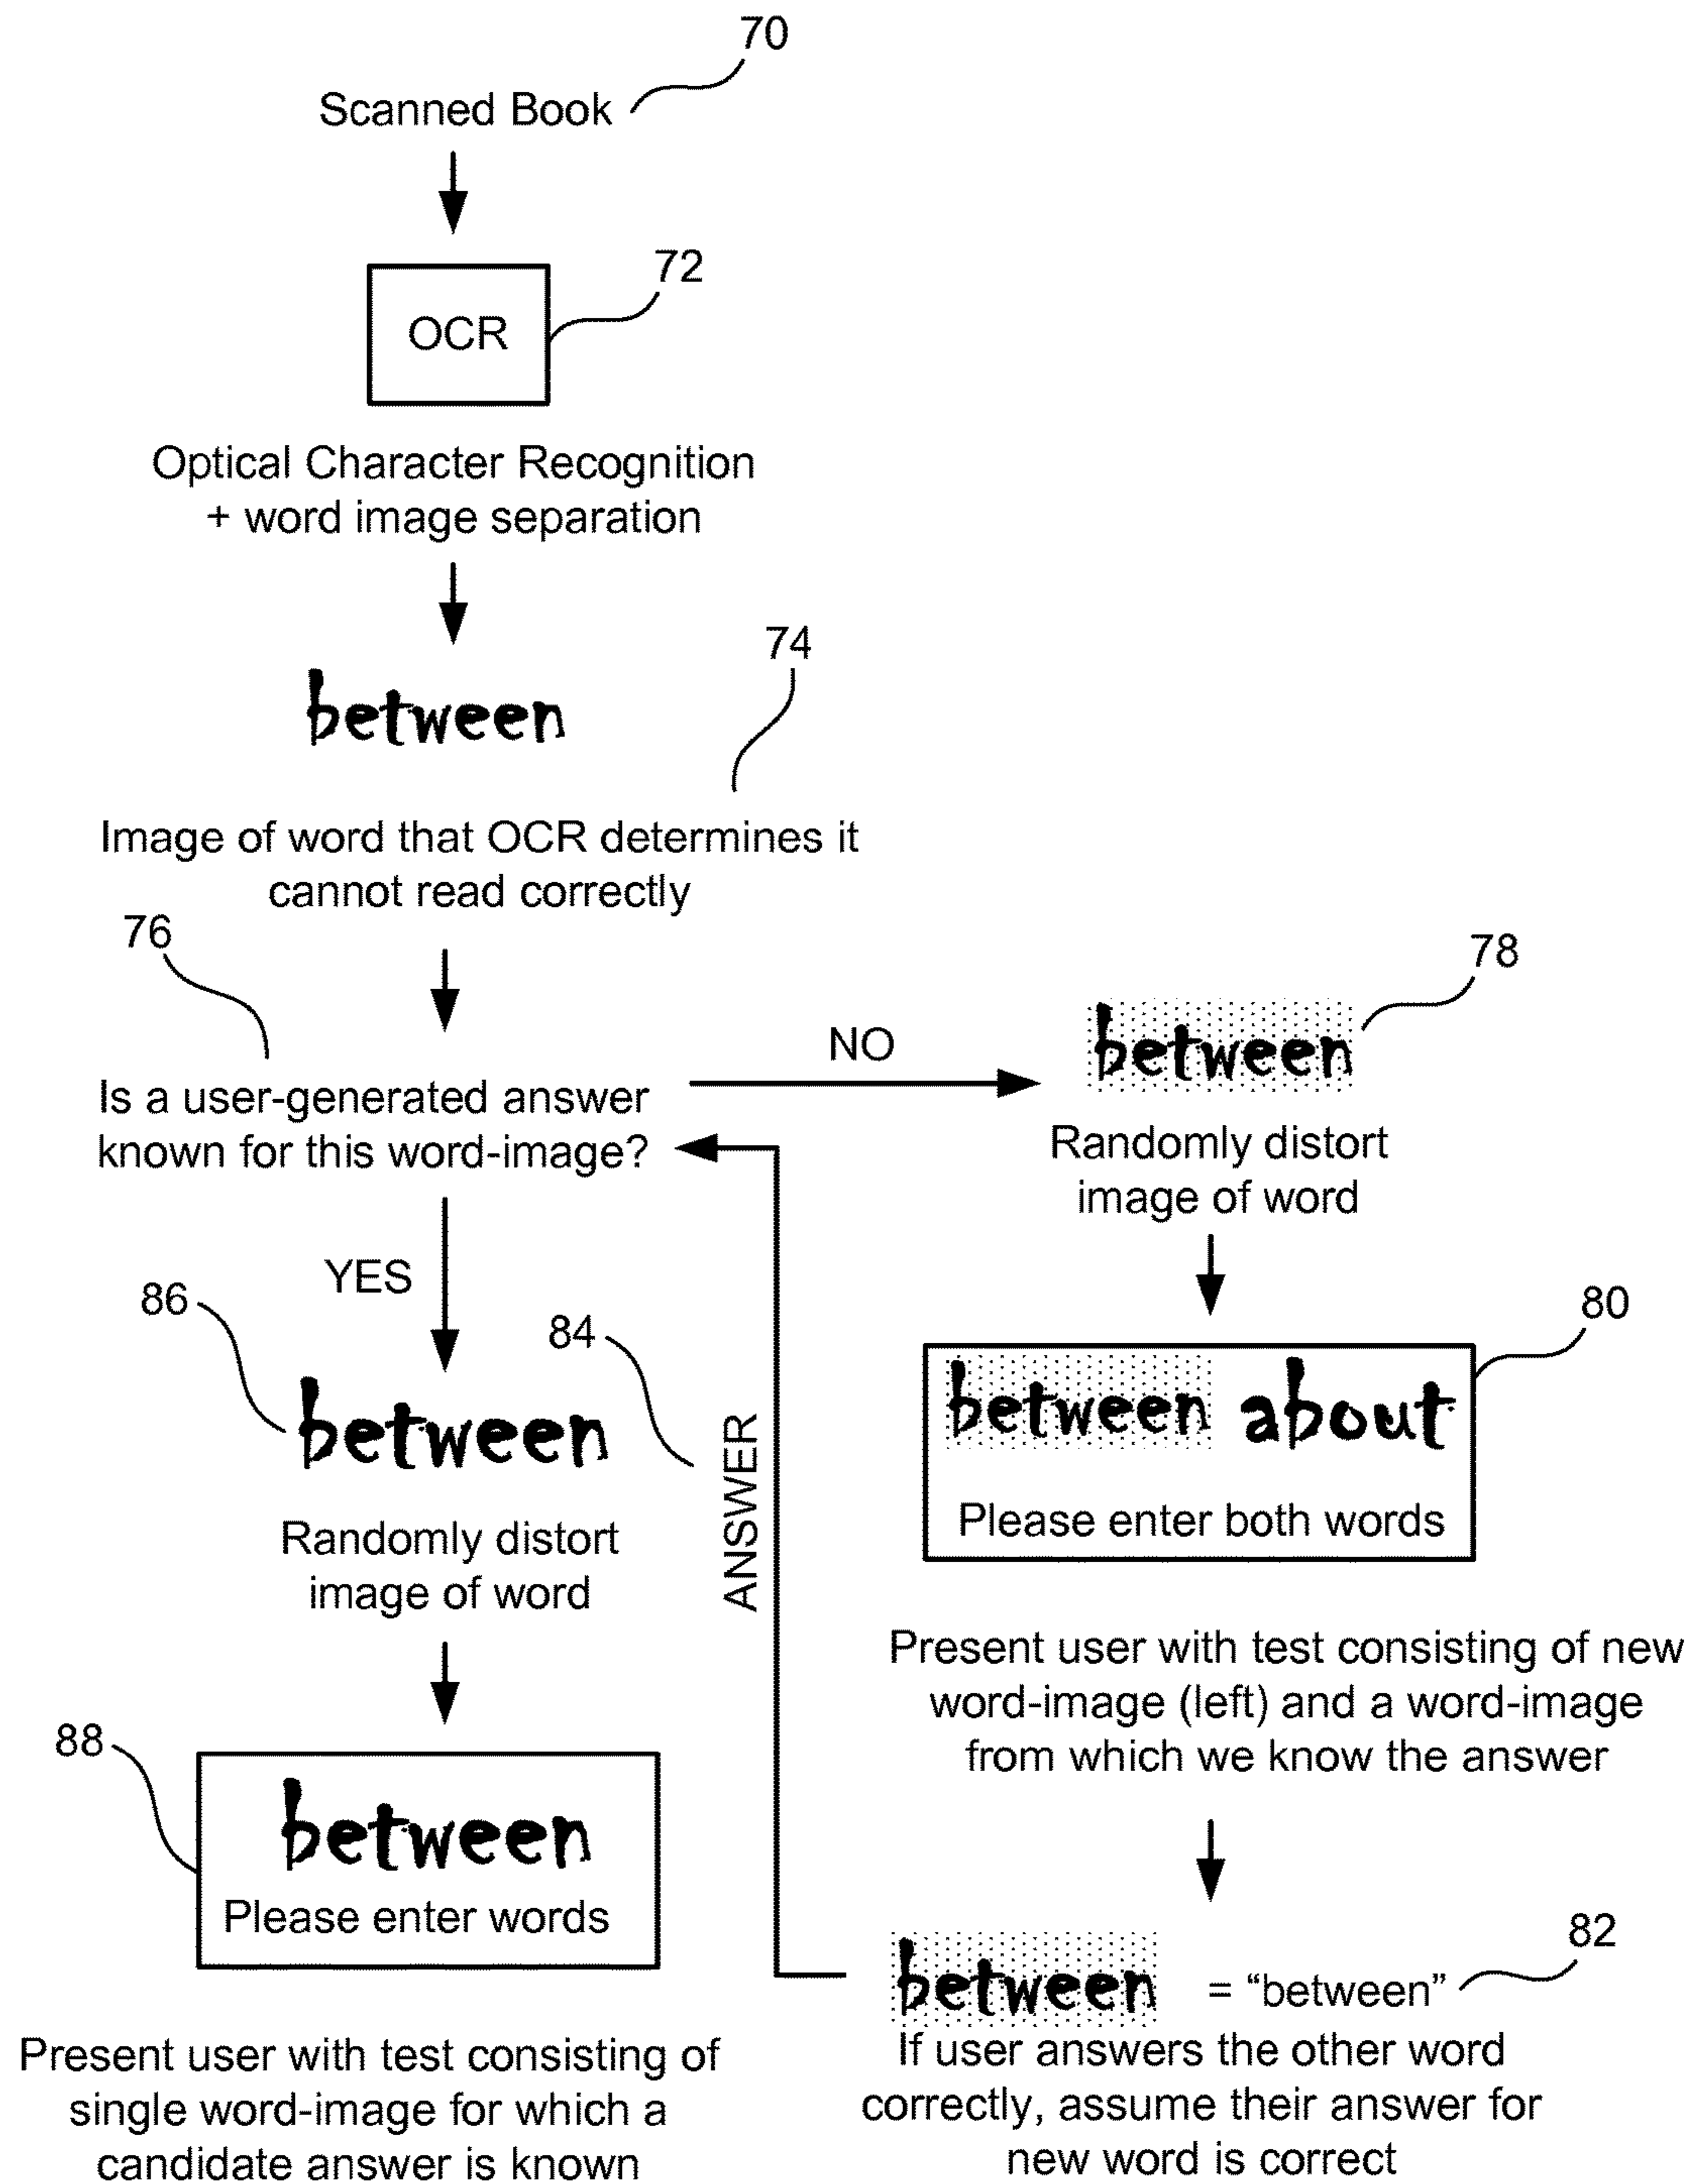 70
Scanned Book
72
OCR
Optical Character Recognition
+ word image separation
between
74
Image of word that OCR determines it
cannot read correctly
76
Is a user-generated answer
known for this word-image?
NO
78
between
Randomly distort
image of word
80
between about
Please enter both words
Present user with test consisting of new
word-image (left) and a word-image
from which we know the answer
82
between = “between”
If user answers the other word
correctly, assume their answer for
new word is correct
84
ANSWER
YES
86
between
Randomly distort
image of word
88
between
Please enter words
Present user with test consisting of
single word-image for which a
candidate answer is known